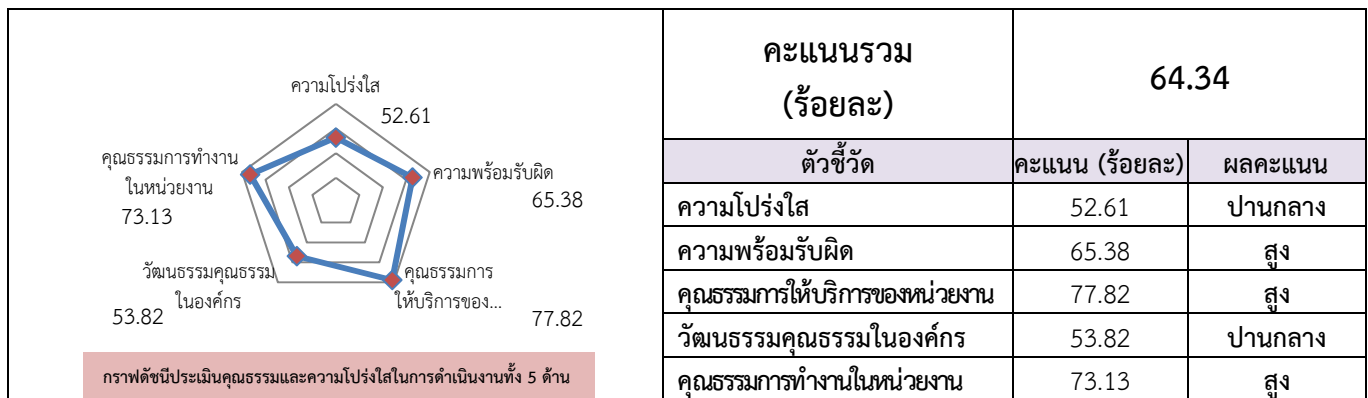 ความโปร่งใส
52.61
คุณธรรมการทำงาน
ในหน่วยงาน
73.13
ความพร้อมรับผิด
65.38
วัฒนธรรมคุณธรรม
ในองค์กร
53.82
คุณธรรมการ
ให้บริการของ...
77.82
กราฟดัชนีประเมินคุณธรรมและความโปร่งใสในการดำเนินงานทั้ง 5 ด้าน
คะแนนรวม
(ร้อยละ)
64.34
ตัวชี้วัด คะแนน (ร้อยละ) ผลคะแนน
ความโปร่งใส 52.61 ปานกลาง
ความพร้อมรับผิด 65.38 สูง
คุณธรรมการให้บริการของหน่วยงาน 77.82 สูง
วัฒนธรรมคุณธรรมในองค์กร 53.82 ปานกลาง
คุณธรรมการทำงานในหน่วยงาน 73.13 สูง